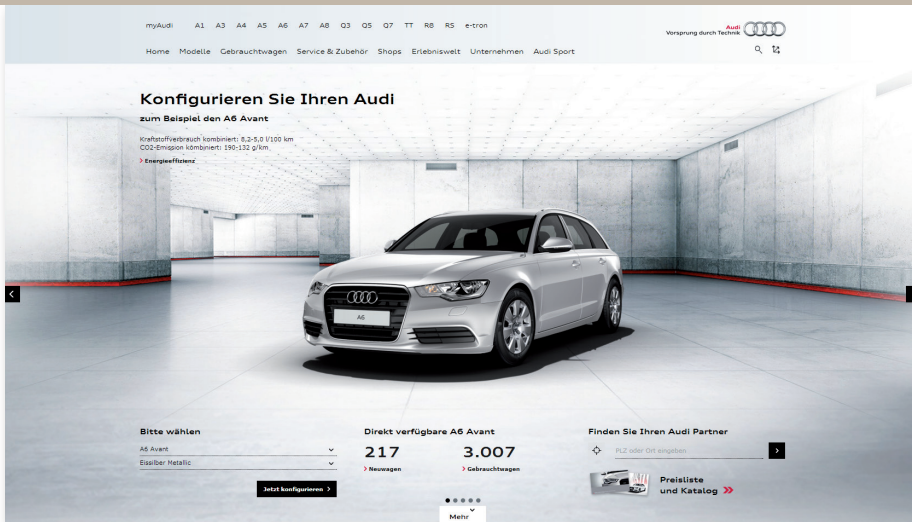 myAudi A1 A3 A4 A5 A6 A7 A8 Q3 Q5 Q7 TT R8 RS e-tron
Audi
Vorsprung durch Technik
Home Modelle Gebrauchtwagen Service & Zubehör Shops Erlebniswelt Unternehmen Audi Sport
Konfigurieren Sie Ihren Audi
zum Beispiel den A6 Avant
Kraftstoffverbrauch kombiniert: 8,2-5,0 l/100 km
CO2-Emission kombiniert: 190-132 g/km
Energieeffizienz
A6
Bitte wählen
A6 Avant
Eissilber Metallic
Jetzt konfigurieren
Direkt verfügbare A6 Avant
217 3.007
Neuwagen Gebrauchtwagen
Finden Sie Ihren Audi Partner
PLZ oder Ort eingeben
Preisliste
und Katalog
Mehr